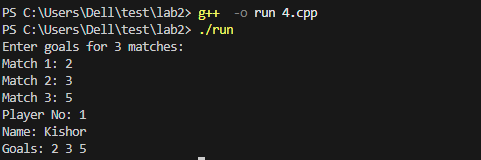 PS C:\Users\Dell\test\lab2> g++  -o run 4.cpp
PS C:\Users\Dell\test\lab2> ./run
Enter goals for 3 matches:
Match 1: 2
Match 2: 3
Match 3: 5
Player No: 1
Name: Kishor
Goals: 2 3 5